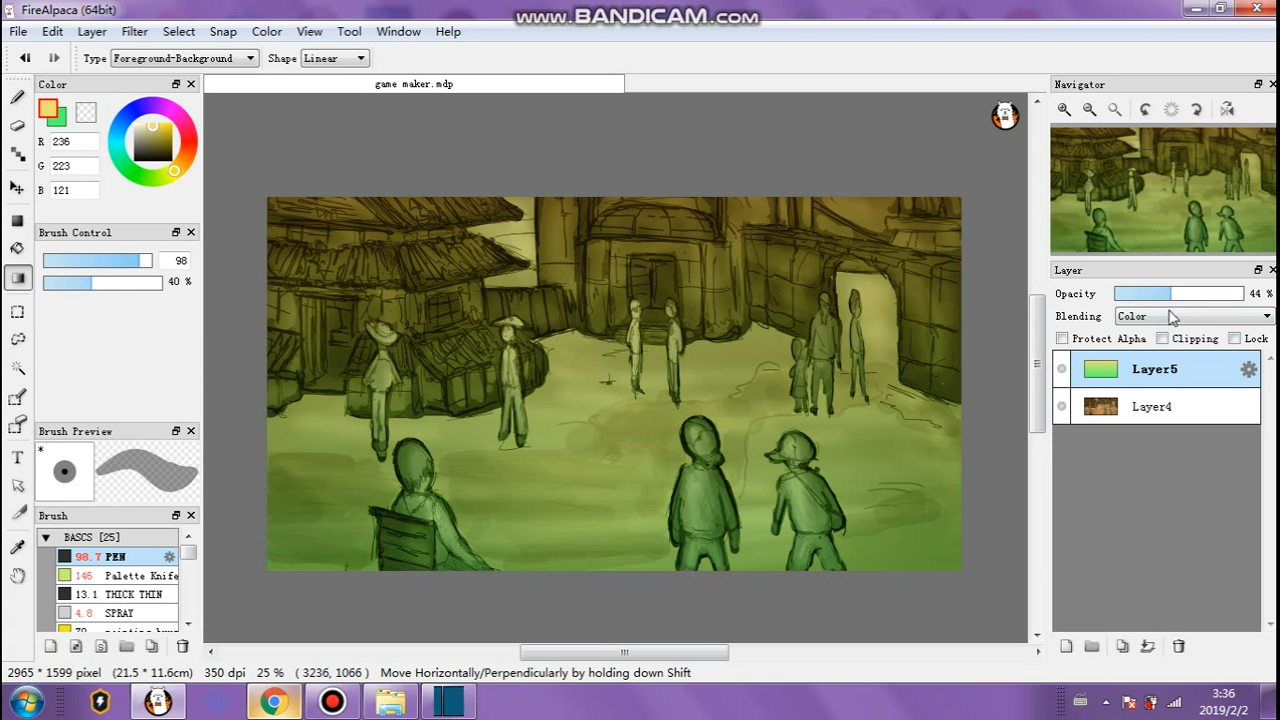 FireAlpaca (64bit)
www.BANDICAM.com
File Edit Layer Filter Select Snap Color View Tool Window Help
Type Foreground-Background Shape Linear
Color
game maker.mdp
Navigator
R 236
G 223
B 121
Brush Control
98
40 %
Layer
Opacity 44 %
Blending Color
Protect Alpha Clipping Lock
Layer5
Layer4
Brush Preview
*
T
Brush
BASCS [25]
98.7 PEN
146 Palette Knife
13.1 THICK THIN
4.8 SPRAY
2965 * 1599 pixel (21.5 * 11.6cm) 350 dpi 25 % ( 3236, 1066 ) Move Horizontally/Perpendicularly by holding down Shift
3:36
2019/2/2